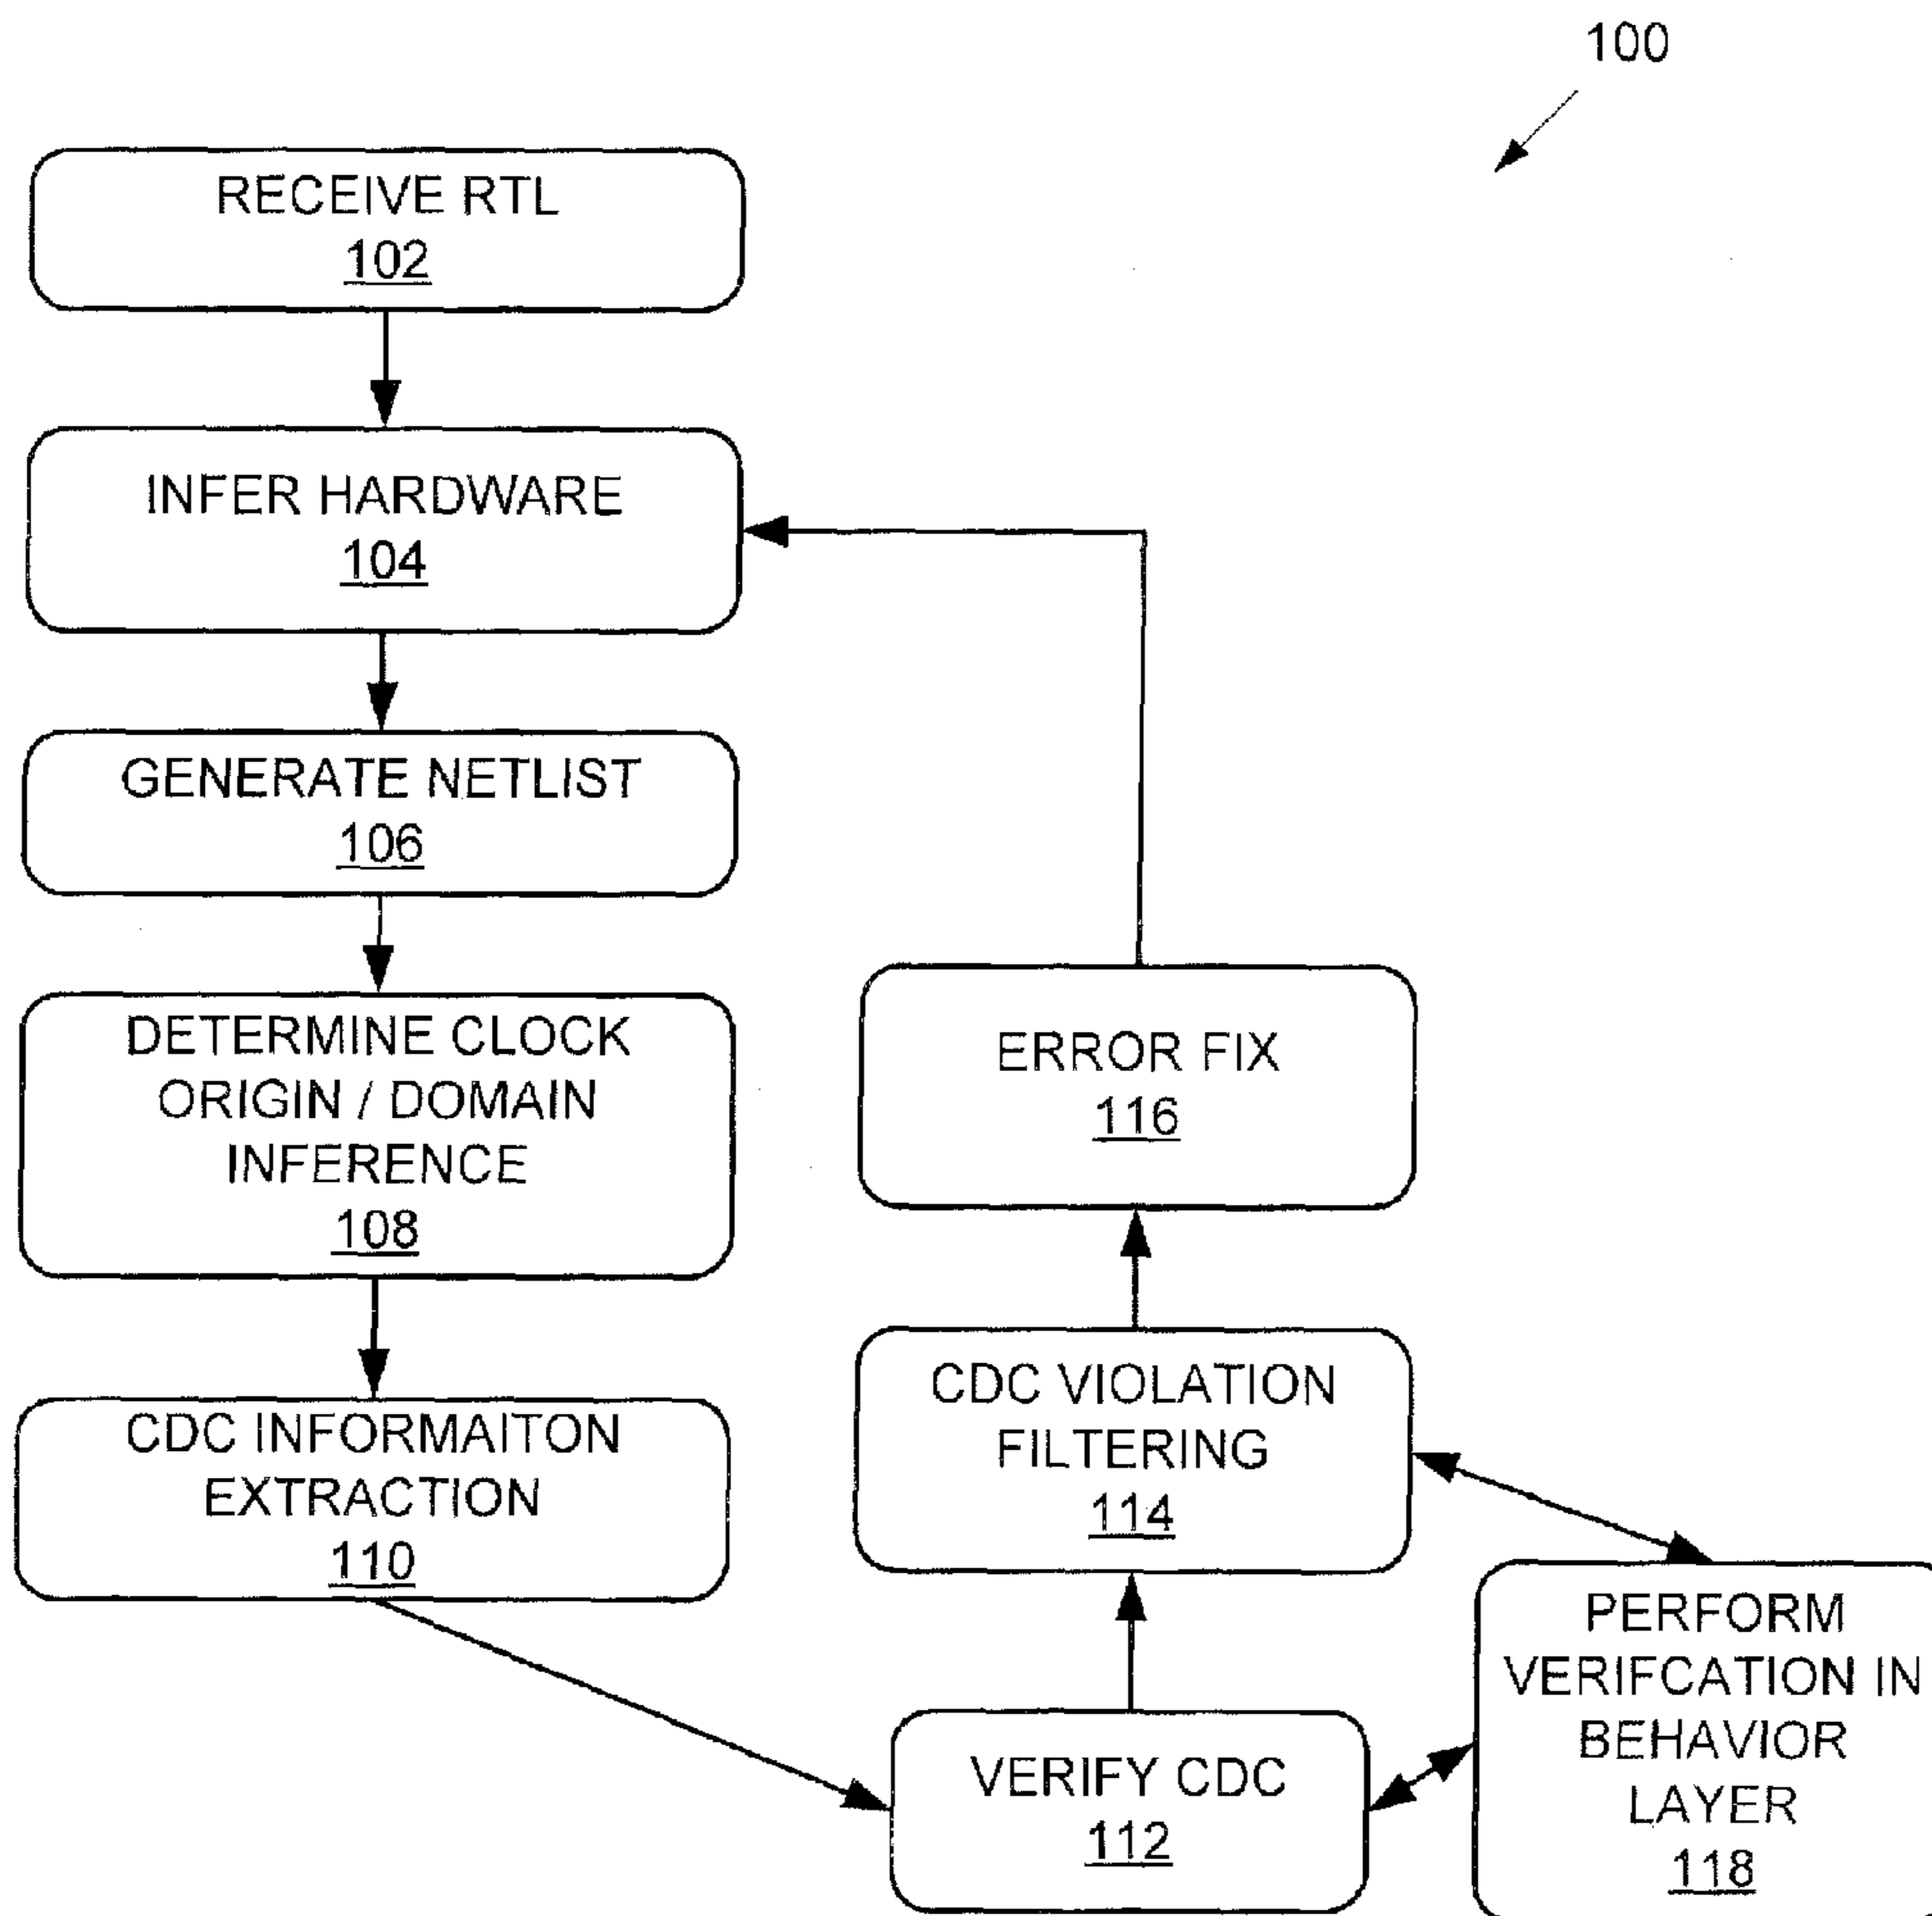 100
RECEIVE RTL
102
INFER HARDWARE
104
GENERATE NETLIST
106
DETERMINE CLOCK
ORIGIN / DOMAIN
INFERENCE
108
CDC INFORMAITON
EXTRACTION
110
VERIFY CDC
112
CDC VIOLATION
FILTERING
114
ERROR FIX
116
PERFORM
VERIFCATION IN
BEHAVIOR
LAYER
118